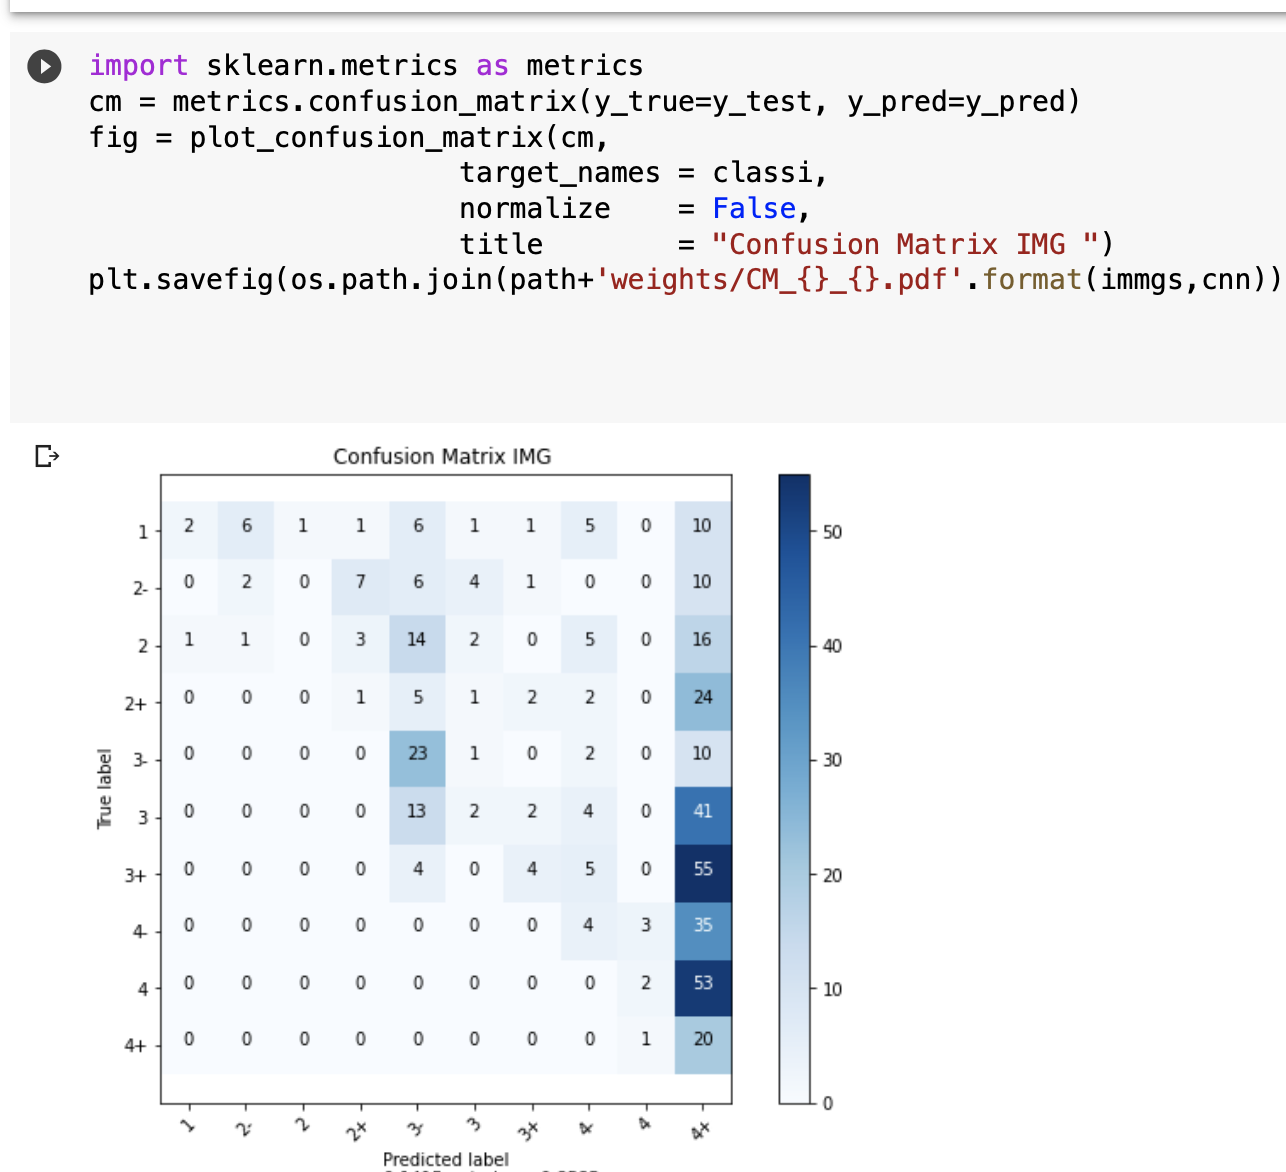 import sklearn.metrics as metrics
cm = metrics.confusion_matrix(y_true=y_test, y_pred=y_pred)
fig = plot_confusion_matrix(cm,
target_names = classi,
normalize    = False,
title        = "Confusion Matrix IMG ")
plt.savefig(os.path.join(path+'weights/CM_{}_{}.pdf'.format(immgs,cnn))
Confusion Matrix IMG
1 2 6 1 1 6 1 1 5 0 10
2- 0 2 0 7 6 4 1 0 0 10
2 1 1 0 3 14 2 0 5 0 16
2+ 0 0 0 1 5 1 2 2 0 24
3- 0 0 0 0 23 1 0 2 0 10
3 0 0 0 0 13 2 2 4 0 41
3+ 0 0 0 0 4 0 4 5 0 55
4- 0 0 0 0 0 0 0 4 3 35
4 0 0 0 0 0 0 0 0 2 53
4+ 0 0 0 0 0 0 0 0 1 20
True label
1 2- 2 2+ 3- 3 3+ 4- 4 4+
Predicted label
50
40
30
20
10
0